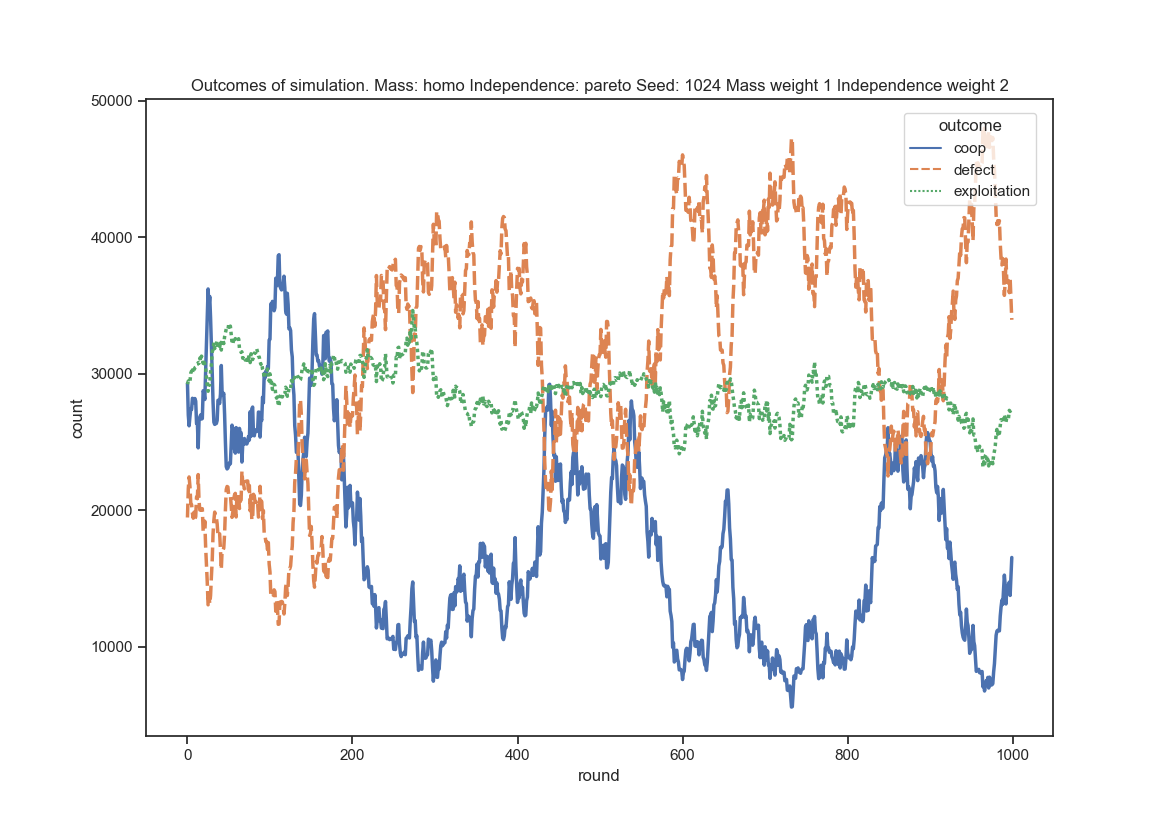 Outcomes of simulation. Mass: homo Independence: pareto Seed: 1024 Mass weight 1 Independence weight 2
50000
40000
30000
20000
10000
count
outcome
coop
defect
exploitation
0
200
400
600
800
1000
round